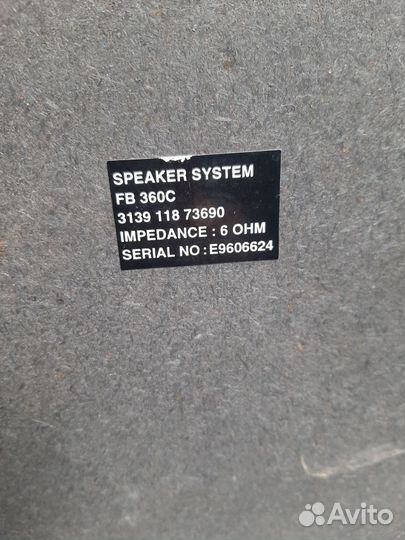 SPEAKER SYSTEM
FB 360C
3139 118 73690
IMPEDANCE : 6 OHM
SERIAL NO : E9606624
Avito